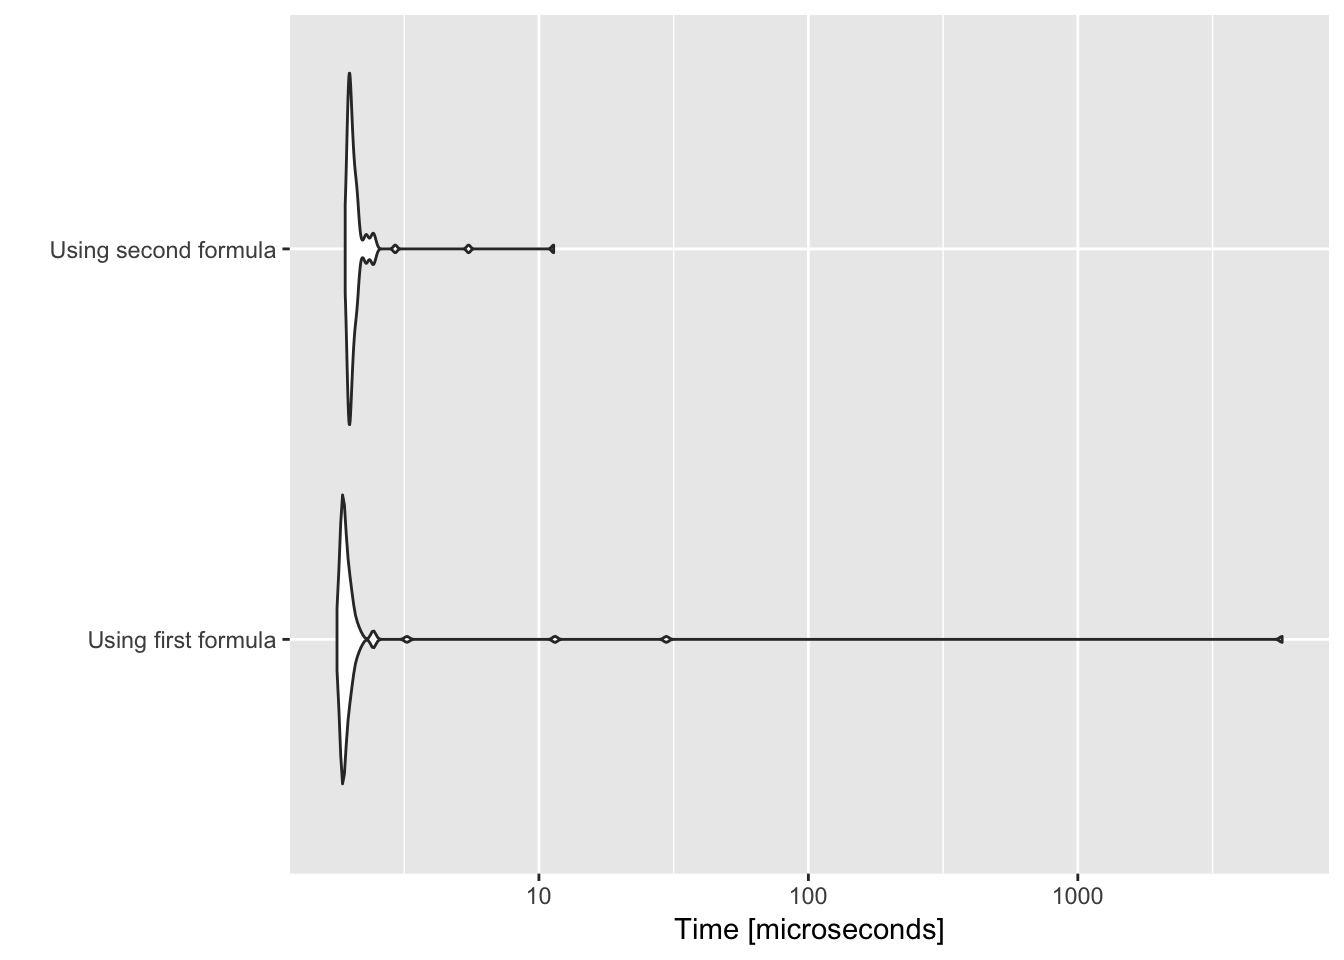 Using second formula
Using first formula
10 100 1000
Time [microseconds]